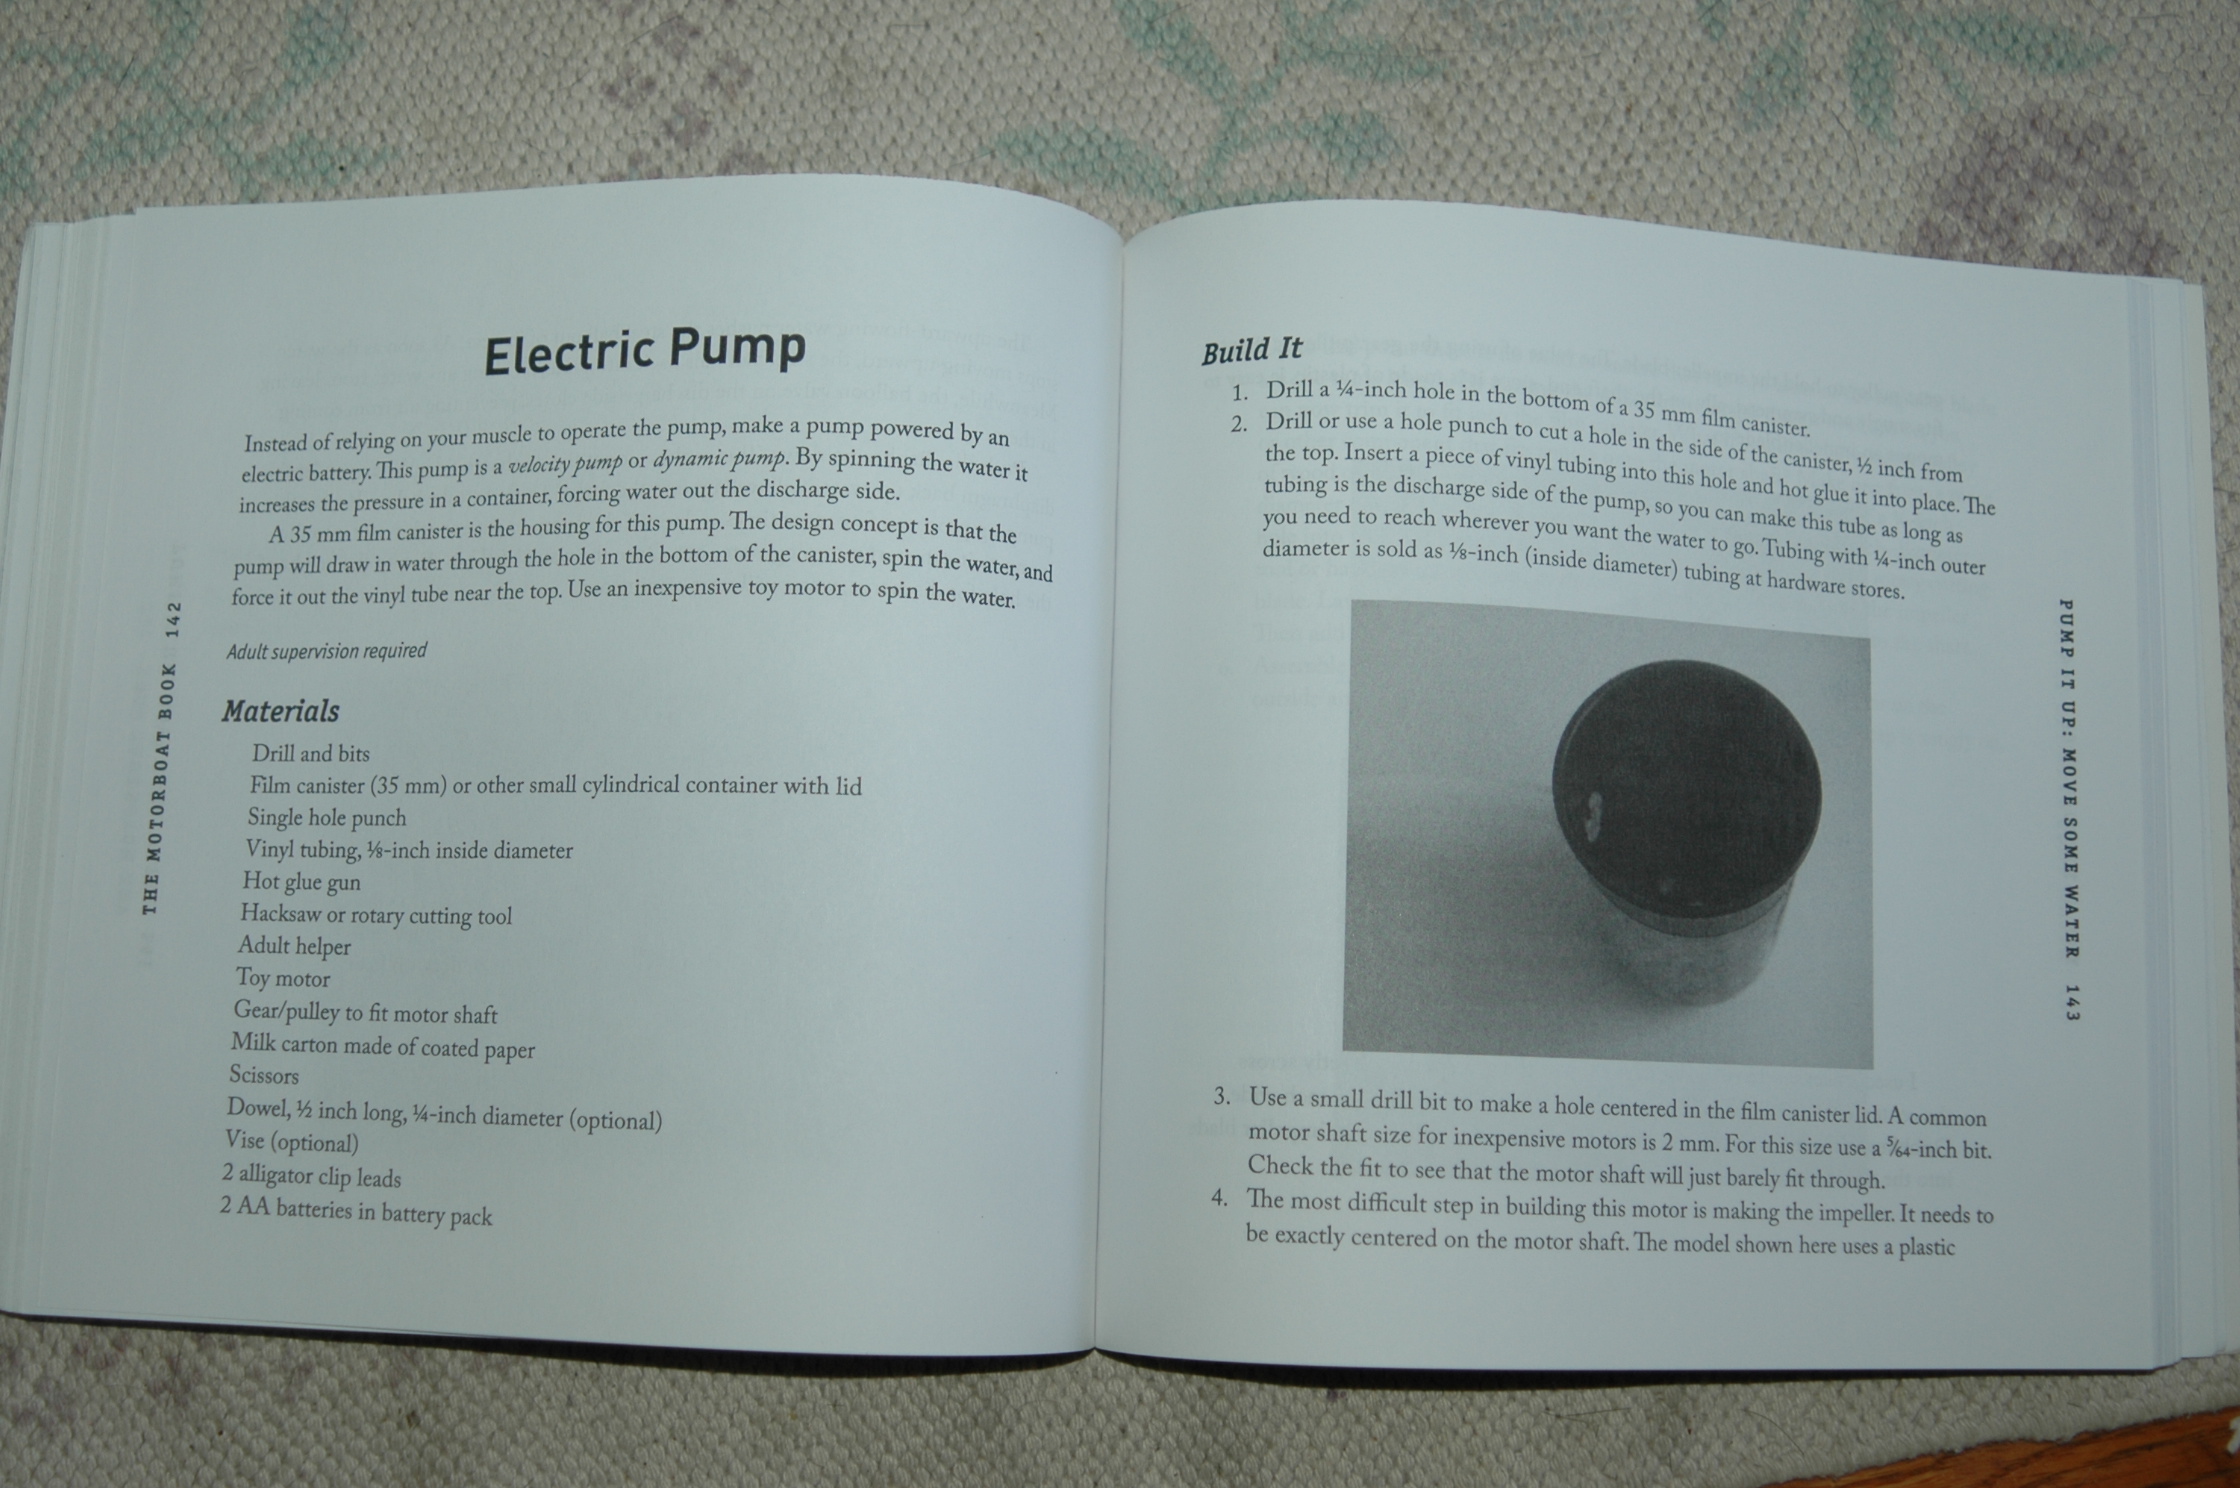 Electric Pump
Instead of relying on your muscle to operate the pump, make a pump powered by an
electric battery. This pump is a velocity pump or dynamic pump. By spinning the water it
increases the pressure in a container, forcing water out the discharge side.
A 35 mm film canister is the housing for this pump. The design concept is that the
pump will draw in water through the hole in the bottom of the canister, spin the water, and
force it out the vinyl tube near the top. Use an inexpensive toy motor to spin the water.
Adult supervision required
Materials
Drill and bits
Film canister (35 mm) or other small cylindrical container with lid
Single hole punch
Vinyl tubing, ⅛-inch inside diameter
Hot glue gun
Hacksaw or rotary cutting tool
Adult helper
Toy motor
Gear/pulley to fit motor shaft
Milk carton made of coated paper
Scissors
Dowel, ½ inch long, ¼-inch diameter (optional)
Vise (optional)
2 alligator clip leads
2 AA batteries in battery pack
THE MOTORBOAT BOOK 142
Build It
1. Drill a ¼-inch hole in the bottom of a 35 mm film canister.
2. Drill or use a hole punch to cut a hole in the side of the canister, ½ inch from
the top. Insert a piece of vinyl tubing into this hole and hot glue it into place. The
tubing is the discharge side of the pump, so you can make this tube as long as
you need to reach wherever you want the water to go. Tubing with ¼-inch outer
diameter is sold as ⅛-inch (inside diameter) tubing at hardware stores.
3. Use a small drill bit to make a hole centered in the film canister lid. A common
motor shaft size for inexpensive motors is 2 mm. For this size use a 5⁄64-inch bit.
Check the fit to see that the motor shaft will just barely fit through.
4. The most difficult step in building this motor is making the impeller. It needs to
be exactly centered on the motor shaft. The model shown here uses a plastic
PUMP IT UP: MOVE SOME WATER 143